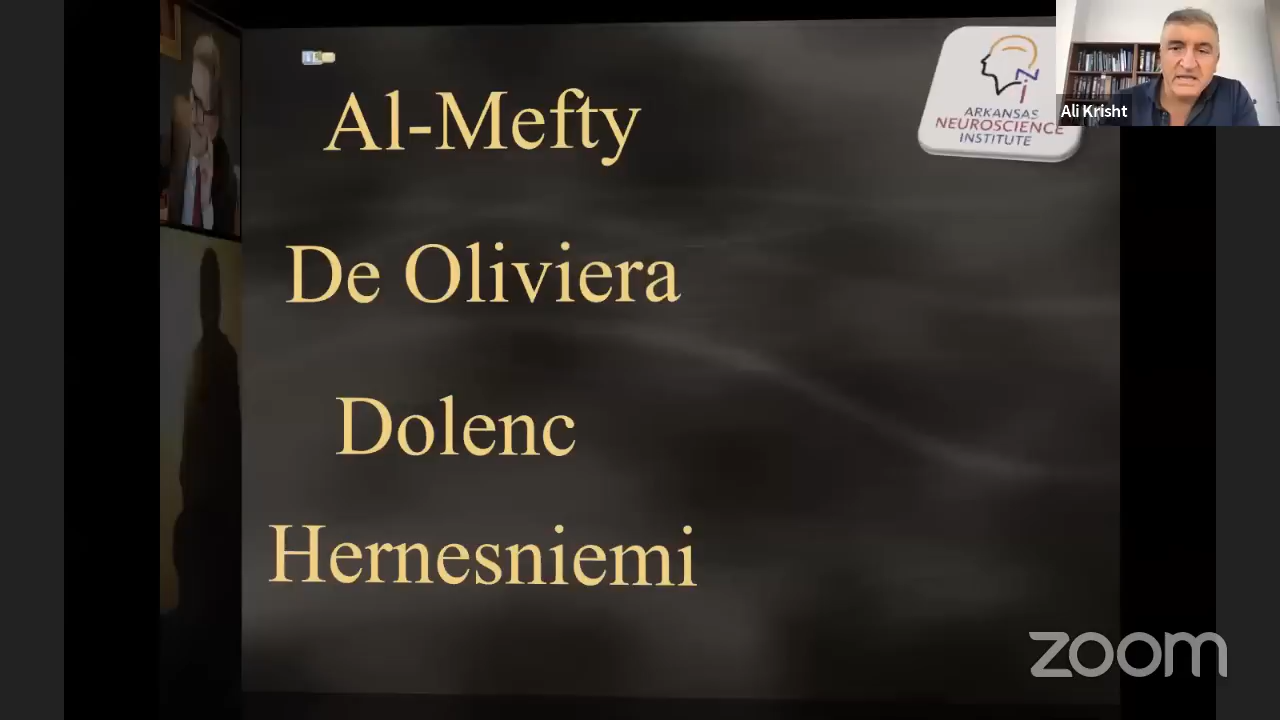 Al-Mefty
De Oliviera
Dolenc
Hernesniemi
ARKANSAS
NEUROSCIENCE
INSTITUTE
Ali Krisht
zoom